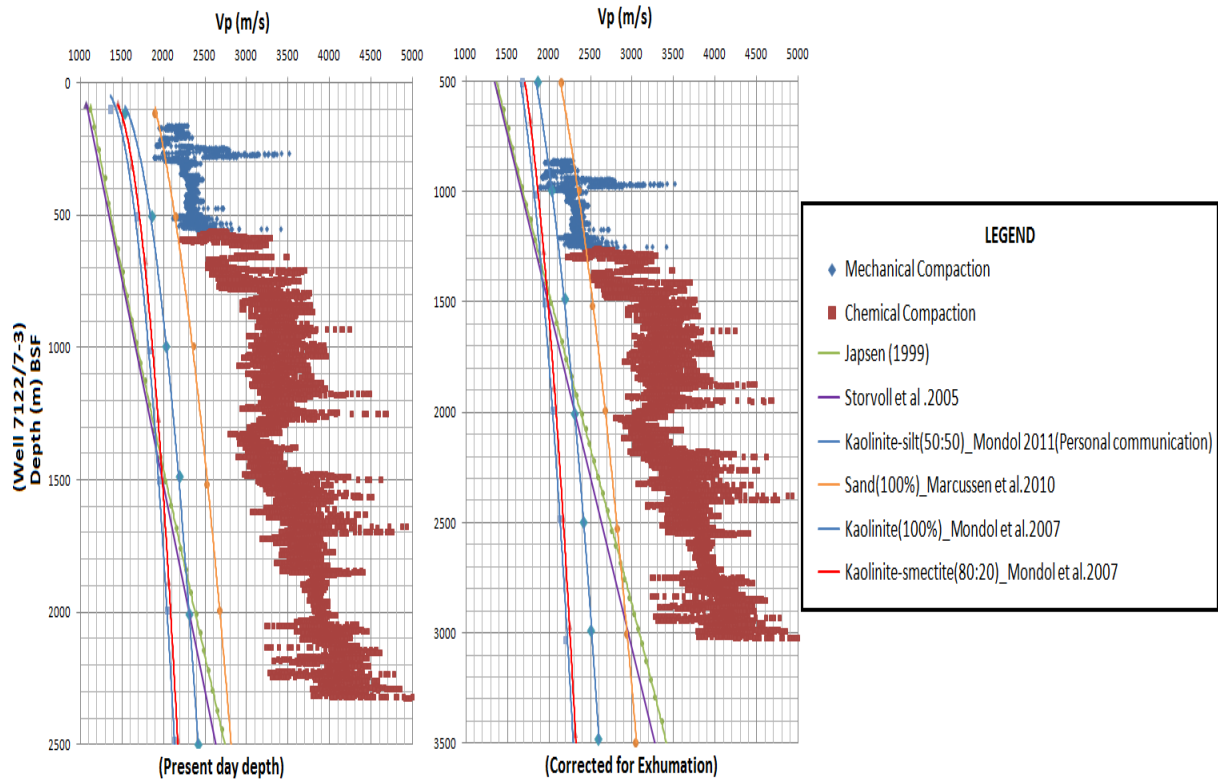 Vp (m/s)
1000 1500 2000 2500 3000 3500 4000 4500 5000
0
500
1000
1500
2000
2500
(Well 7122/7-3)
Depth (m) BSF
(Present day depth)
Vp (m/s)
1000 1500 2000 2500 3000 3500 4000 4500 5000
500
1000
1500
2000
2500
3000
3500
(Corrected for Exhumation)
LEGEND
Mechanical Compaction
Chemical Compaction
Japsen (1999)
Storvoll et al .2005
Kaolinite-silt(50:50)_Mondol 2011(Personal communication)
Sand(100%)_Marcussen et al.2010
Kaolinite(100%)_Mondol et al.2007
Kaolinite-smectite(80:20)_Mondol et al.2007